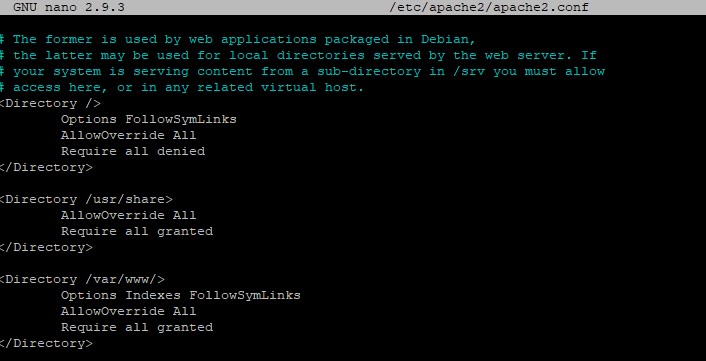 GNU nano 2.9.3 /etc/apache2/apache2.conf
# The former is used by web applications packaged in Debian,
# the latter may be used for local directories served by the web server. If
# your system is serving content from a sub-directory in /srv you must allow
# access here, or in any related virtual host.
<Directory />
        Options FollowSymLinks
        AllowOverride All
        Require all denied
</Directory>
<Directory /usr/share>
        AllowOverride All
        Require all granted
</Directory>
<Directory /var/www/>
        Options Indexes FollowSymLinks
        AllowOverride All
        Require all granted
</Directory>